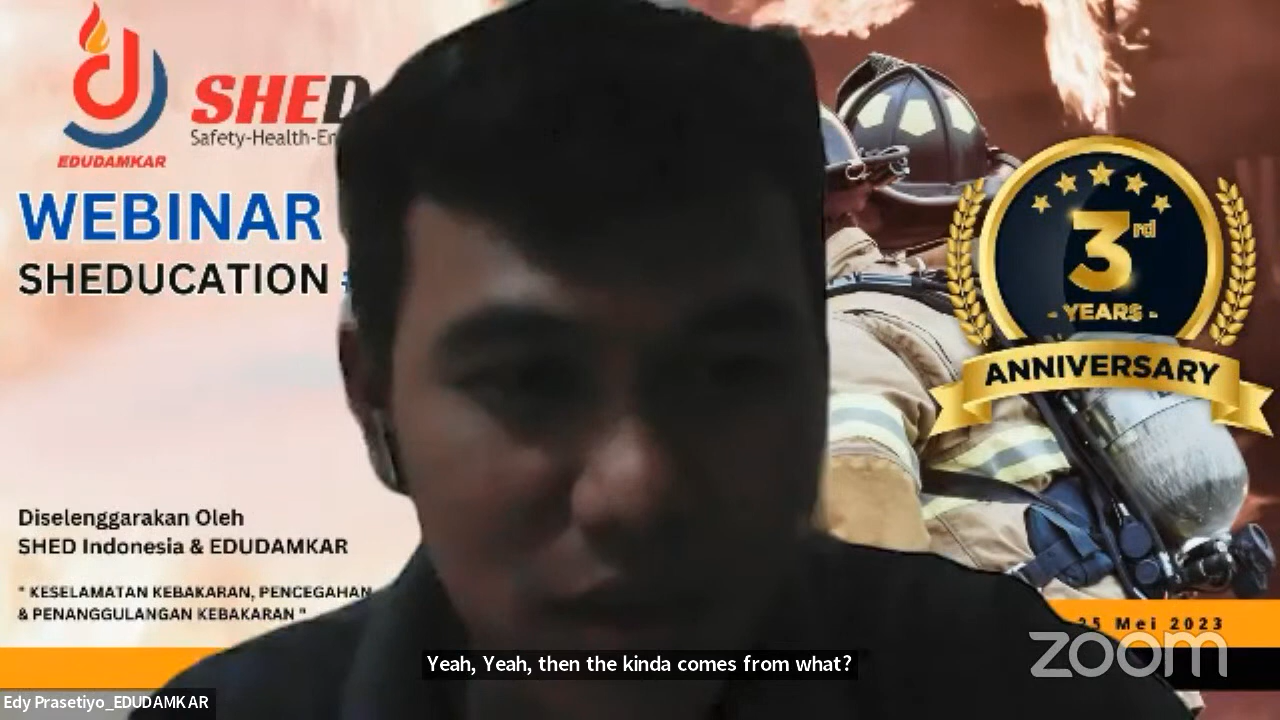 EDUDAMKAR
SHED
Safety-Health-En
WEBINAR
SHEDUCATION
3rd
- YEARS -
ANNIVERSARY
Diselenggarakan Oleh
SHED Indonesia & EDUDAMKAR
" KESELAMATAN KEBAKARAN, PENCEGAHAN
& PENANGGULANGAN KEBAKARAN "
25 Mei 2023
zoom
Yeah, Yeah, then the kinda comes from what?
Edy Prasetiyo_EDUDAMKAR